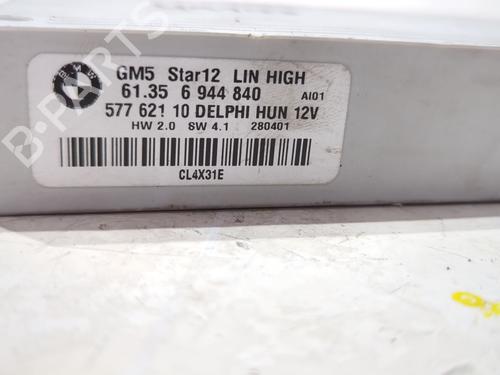 BMW
GM5 Star12 LIN HIGH
61.35 6 944 840 AI01
577 621 10 DELPHI HUN 12V
HW 2.0 SW 4.1 280401
CL4X31E
B-PARTS